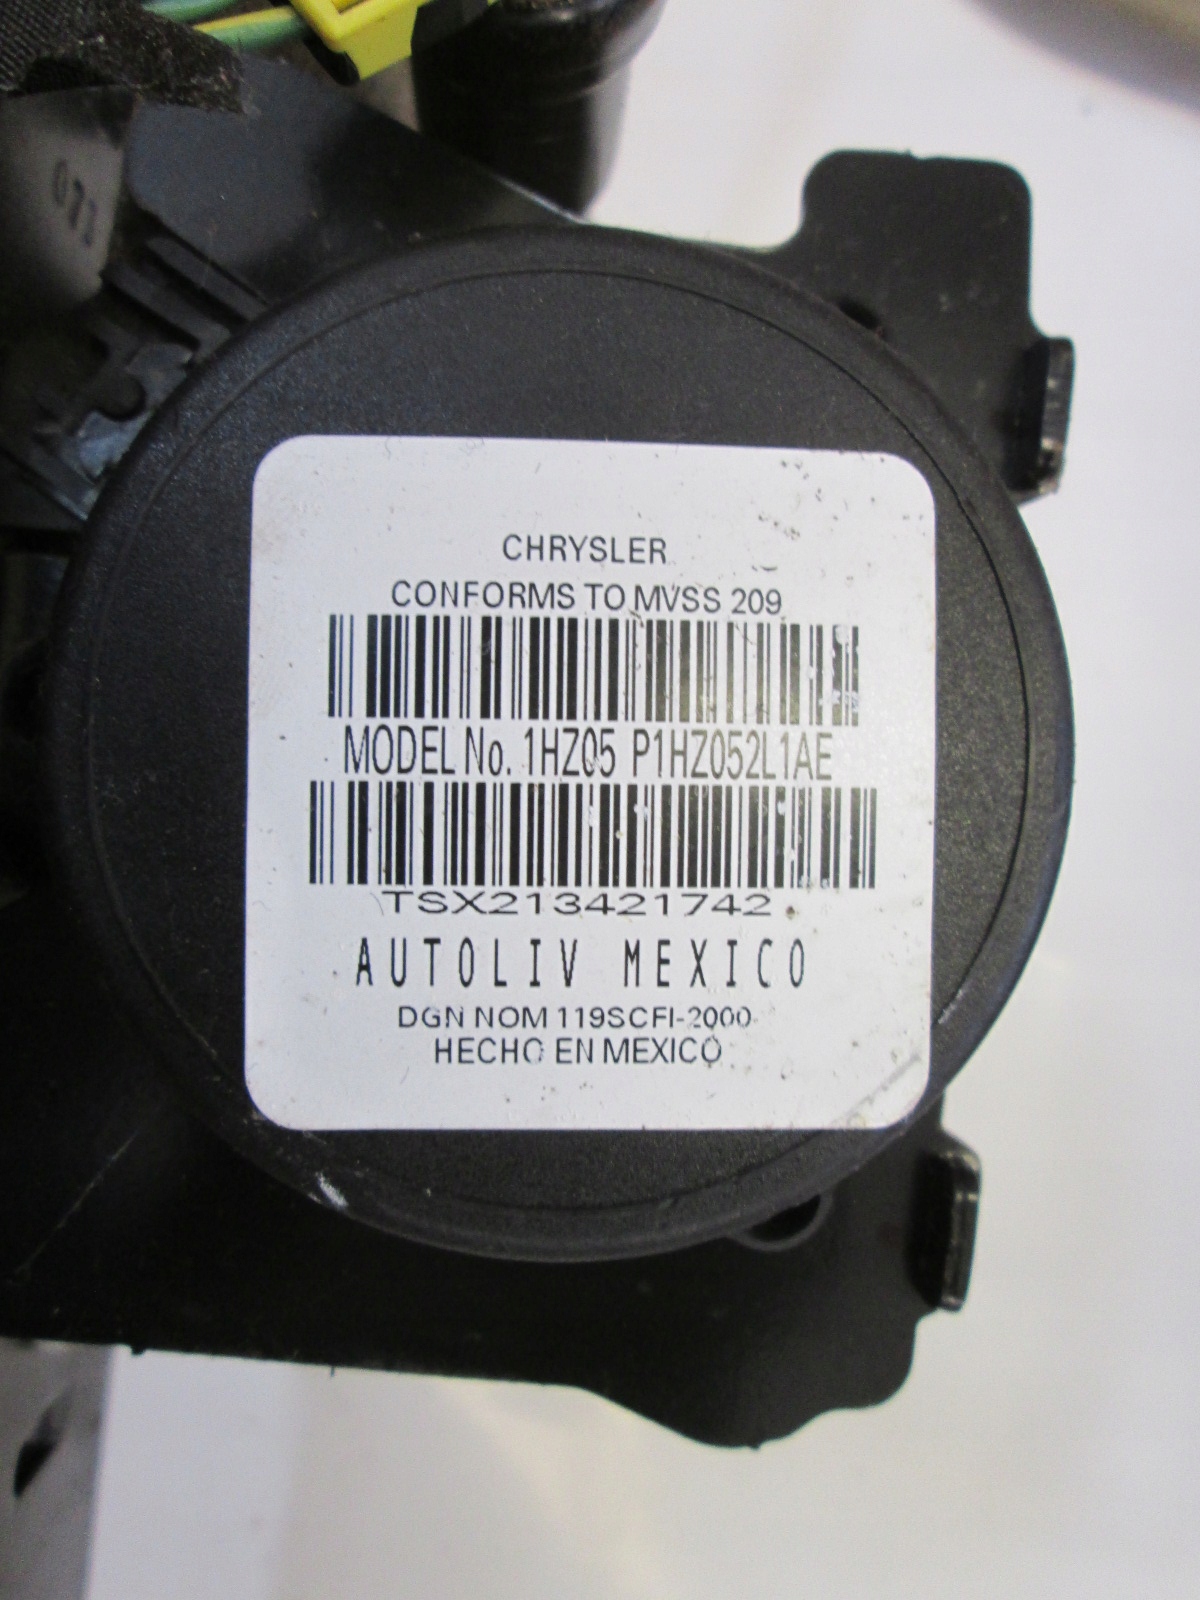 071
CHRYSLER
CONFORMS TO MVSS 209
MODEL No. 1HZ05 P1HZ052L1AE
TSX213421742
AUTOLIV MEXICO
DGN NOM 119SCFI-2000
HECHO EN MEXICO